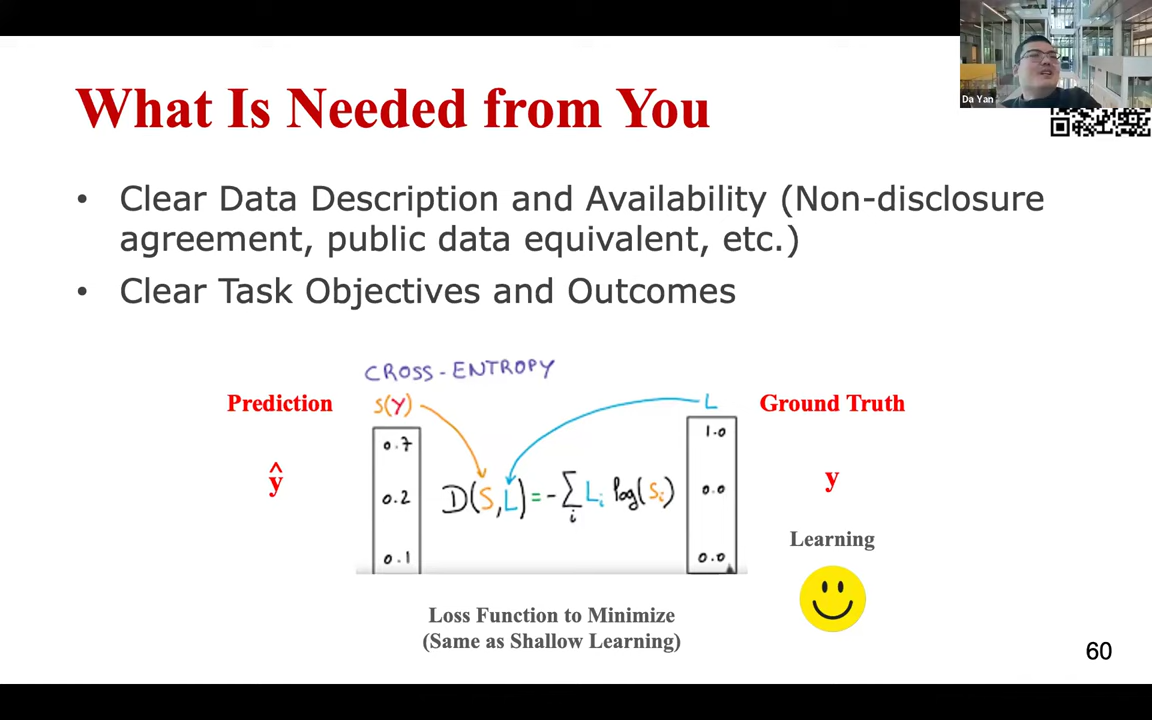 Da Yan
What Is Needed from You
• Clear Data Description and Availability (Non-disclosure
agreement, public data equivalent, etc.)
• Clear Task Objectives and Outcomes
CROSS-ENTROPY
Prediction
S(Y)
L
Ground Truth
0.7
0.2
0.1
ŷ
D(S,L)=-∑i Li log(Si)
1.0
0.0
0.0
y
Learning
Loss Function to Minimize
(Same as Shallow Learning)
60